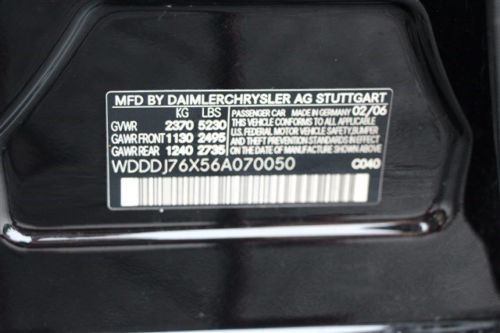 MFD BY DAIMLERCHRYSLER AG STUTTGART
KG LBS PASSENGER CAR MADE IN GERMANY 02/06
GVWR 2370 5230 THIS VEHICLE CONFORMS TO ALL APPLICABLE
GAWR FRONT 1130 2495 U.S. FEDERAL MOTOR VEHICLE SAFETY, BUMPER
GAWR REAR 1240 2735 AND THEFT PREVENTION STANDARDS IN EFFECT
ON THE DATE OF MANUFACTURE SHOWN ABOVE
WDDDJ76X56A070050 C040